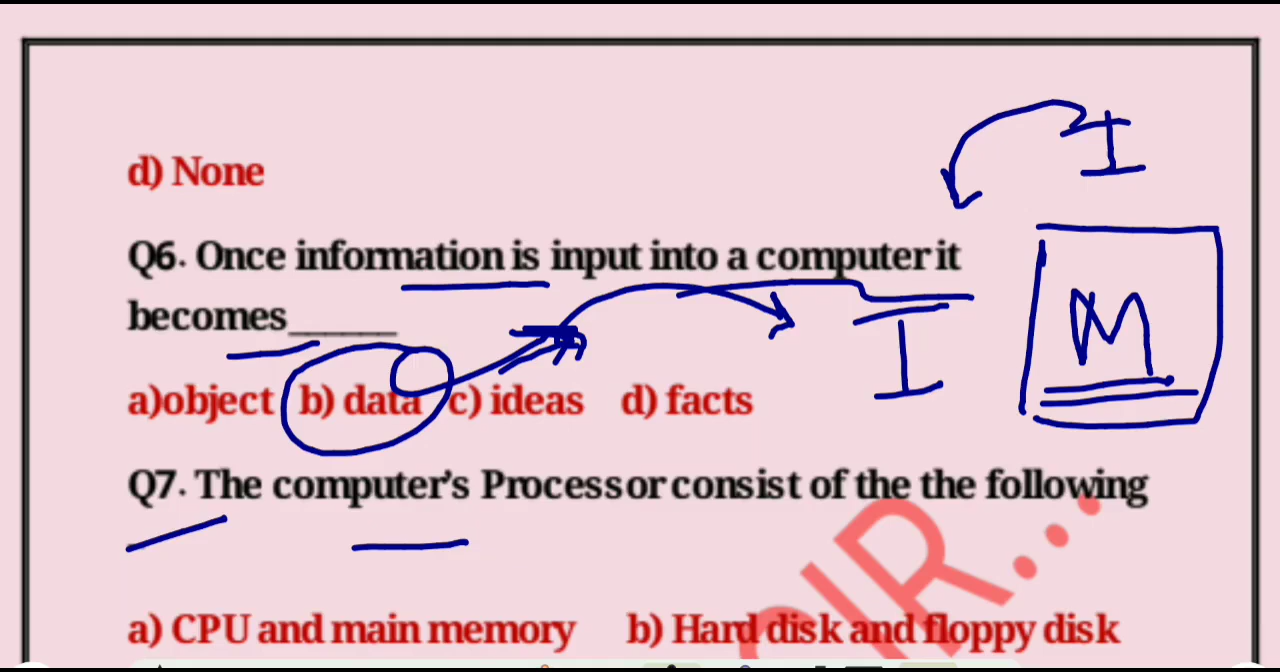 d) None
I
Q6. Once information is input into a computer it
becomes______
M
I
a)object b) data c) ideas d) facts
Q7. The computer's Processor consist of the the following
a) CPU and main memory b) Hard disk and floppy disk